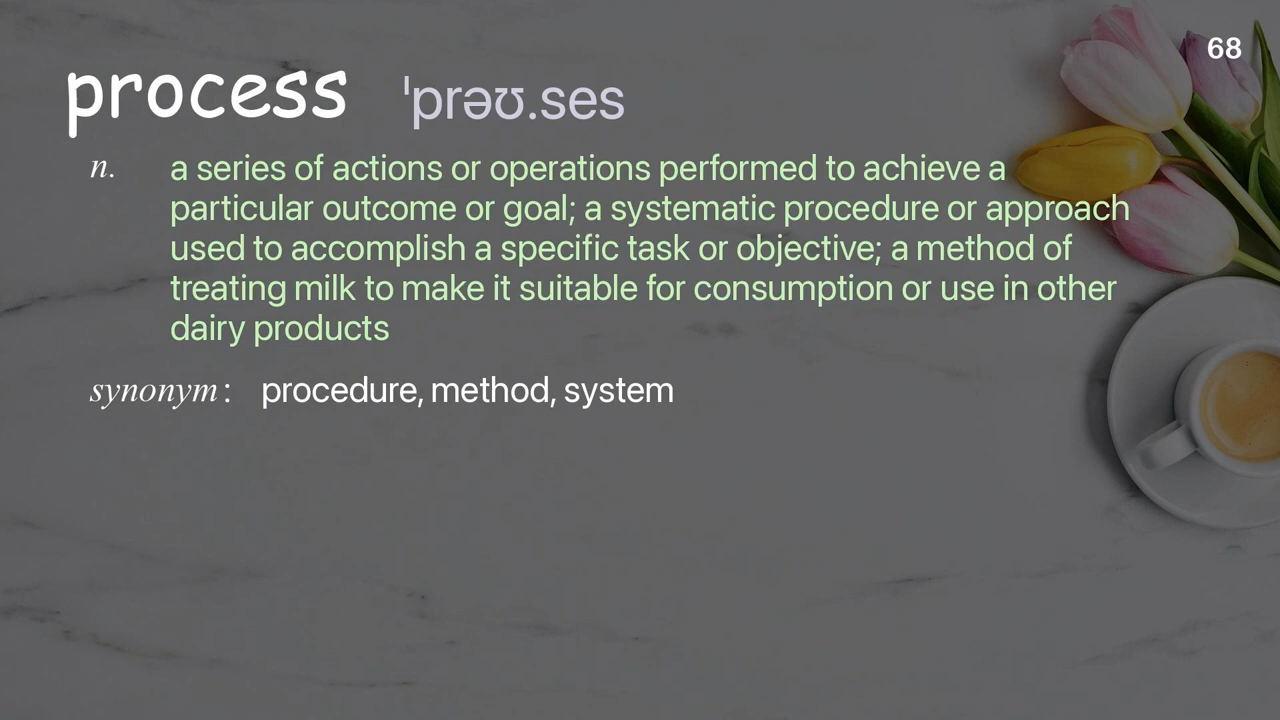 68
process ˈprəʊ.ses
n. a series of actions or operations performed to achieve a
particular outcome or goal; a systematic procedure or approach
used to accomplish a specific task or objective; a method of
treating milk to make it suitable for consumption or use in other
dairy products
synonym: procedure, method, system